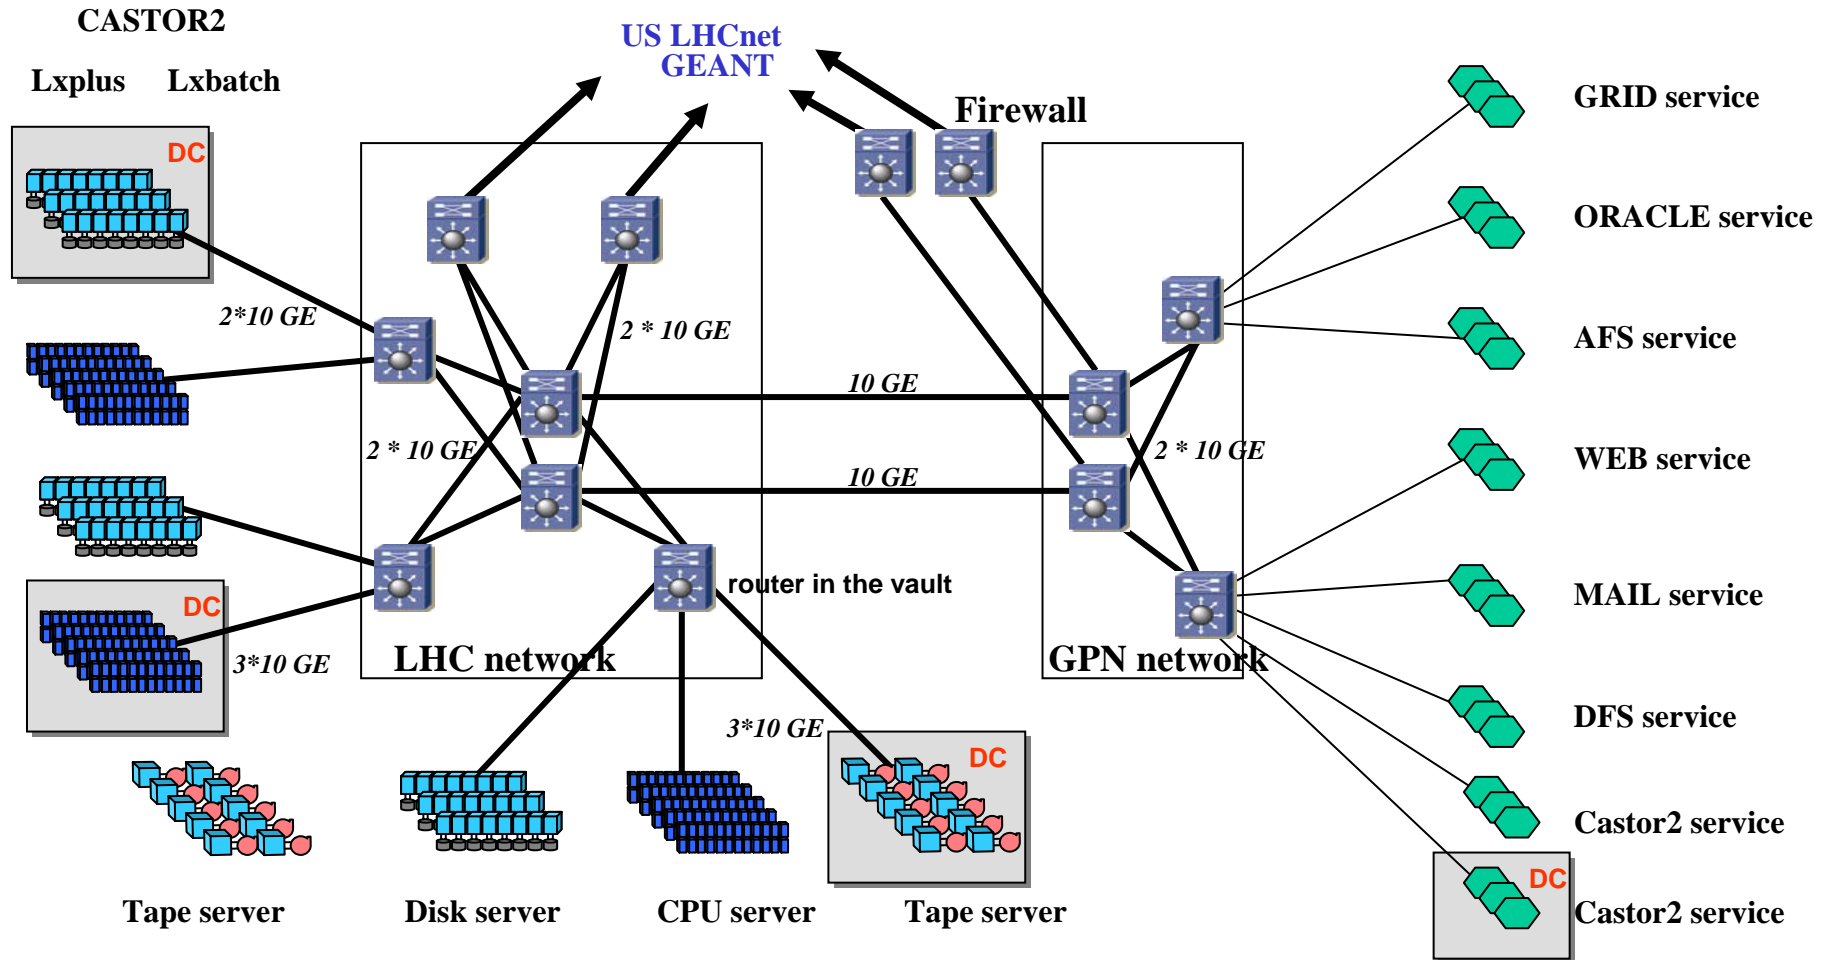 CASTOR2
US LHCnet
GEANT
Lxplus Lxbatch
Firewall
GRID service
DC
ORACLE service
2*10 GE
2 * 10 GE
AFS service
10 GE
2 * 10 GE
2 * 10 GE
WEB service
10 GE
router in the vault
MAIL service
DC
LHC network
GPN network
3*10 GE
3*10 GE
DFS service
DC
Castor2 service
DC
Tape server
Disk server
CPU server
Tape server
Castor2 service